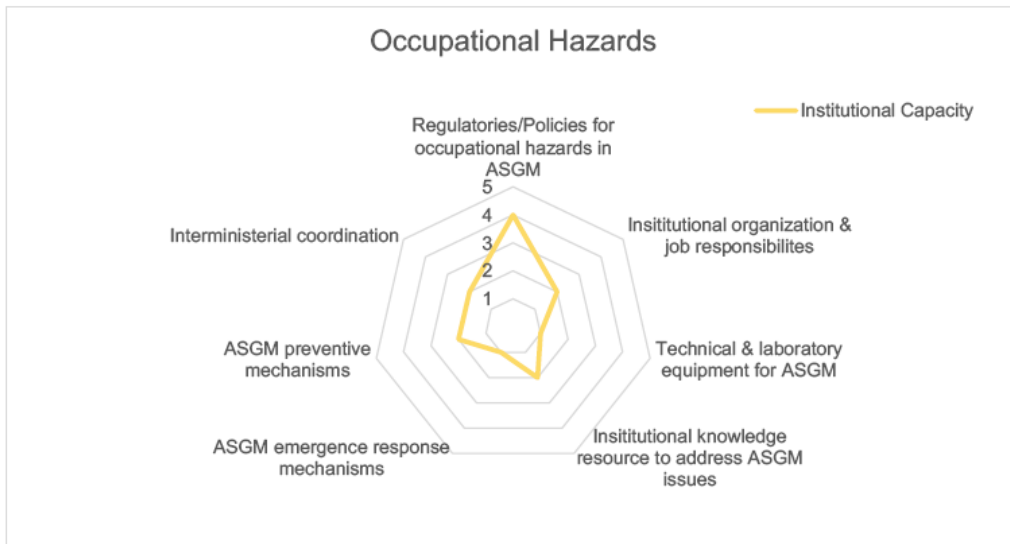 Occupational Hazards
Institutional Capacity
Regulatories/Policies for
occupational hazards in
ASGM
5
4
3
2
1
Insititutional organization &
job responsibilites
Technical & laboratory
equipment for ASGM
Insititutional knowledge
resource to address ASGM
issues
ASGM emergence response
mechanisms
ASGM preventive
mechanisms
Interministerial coordination